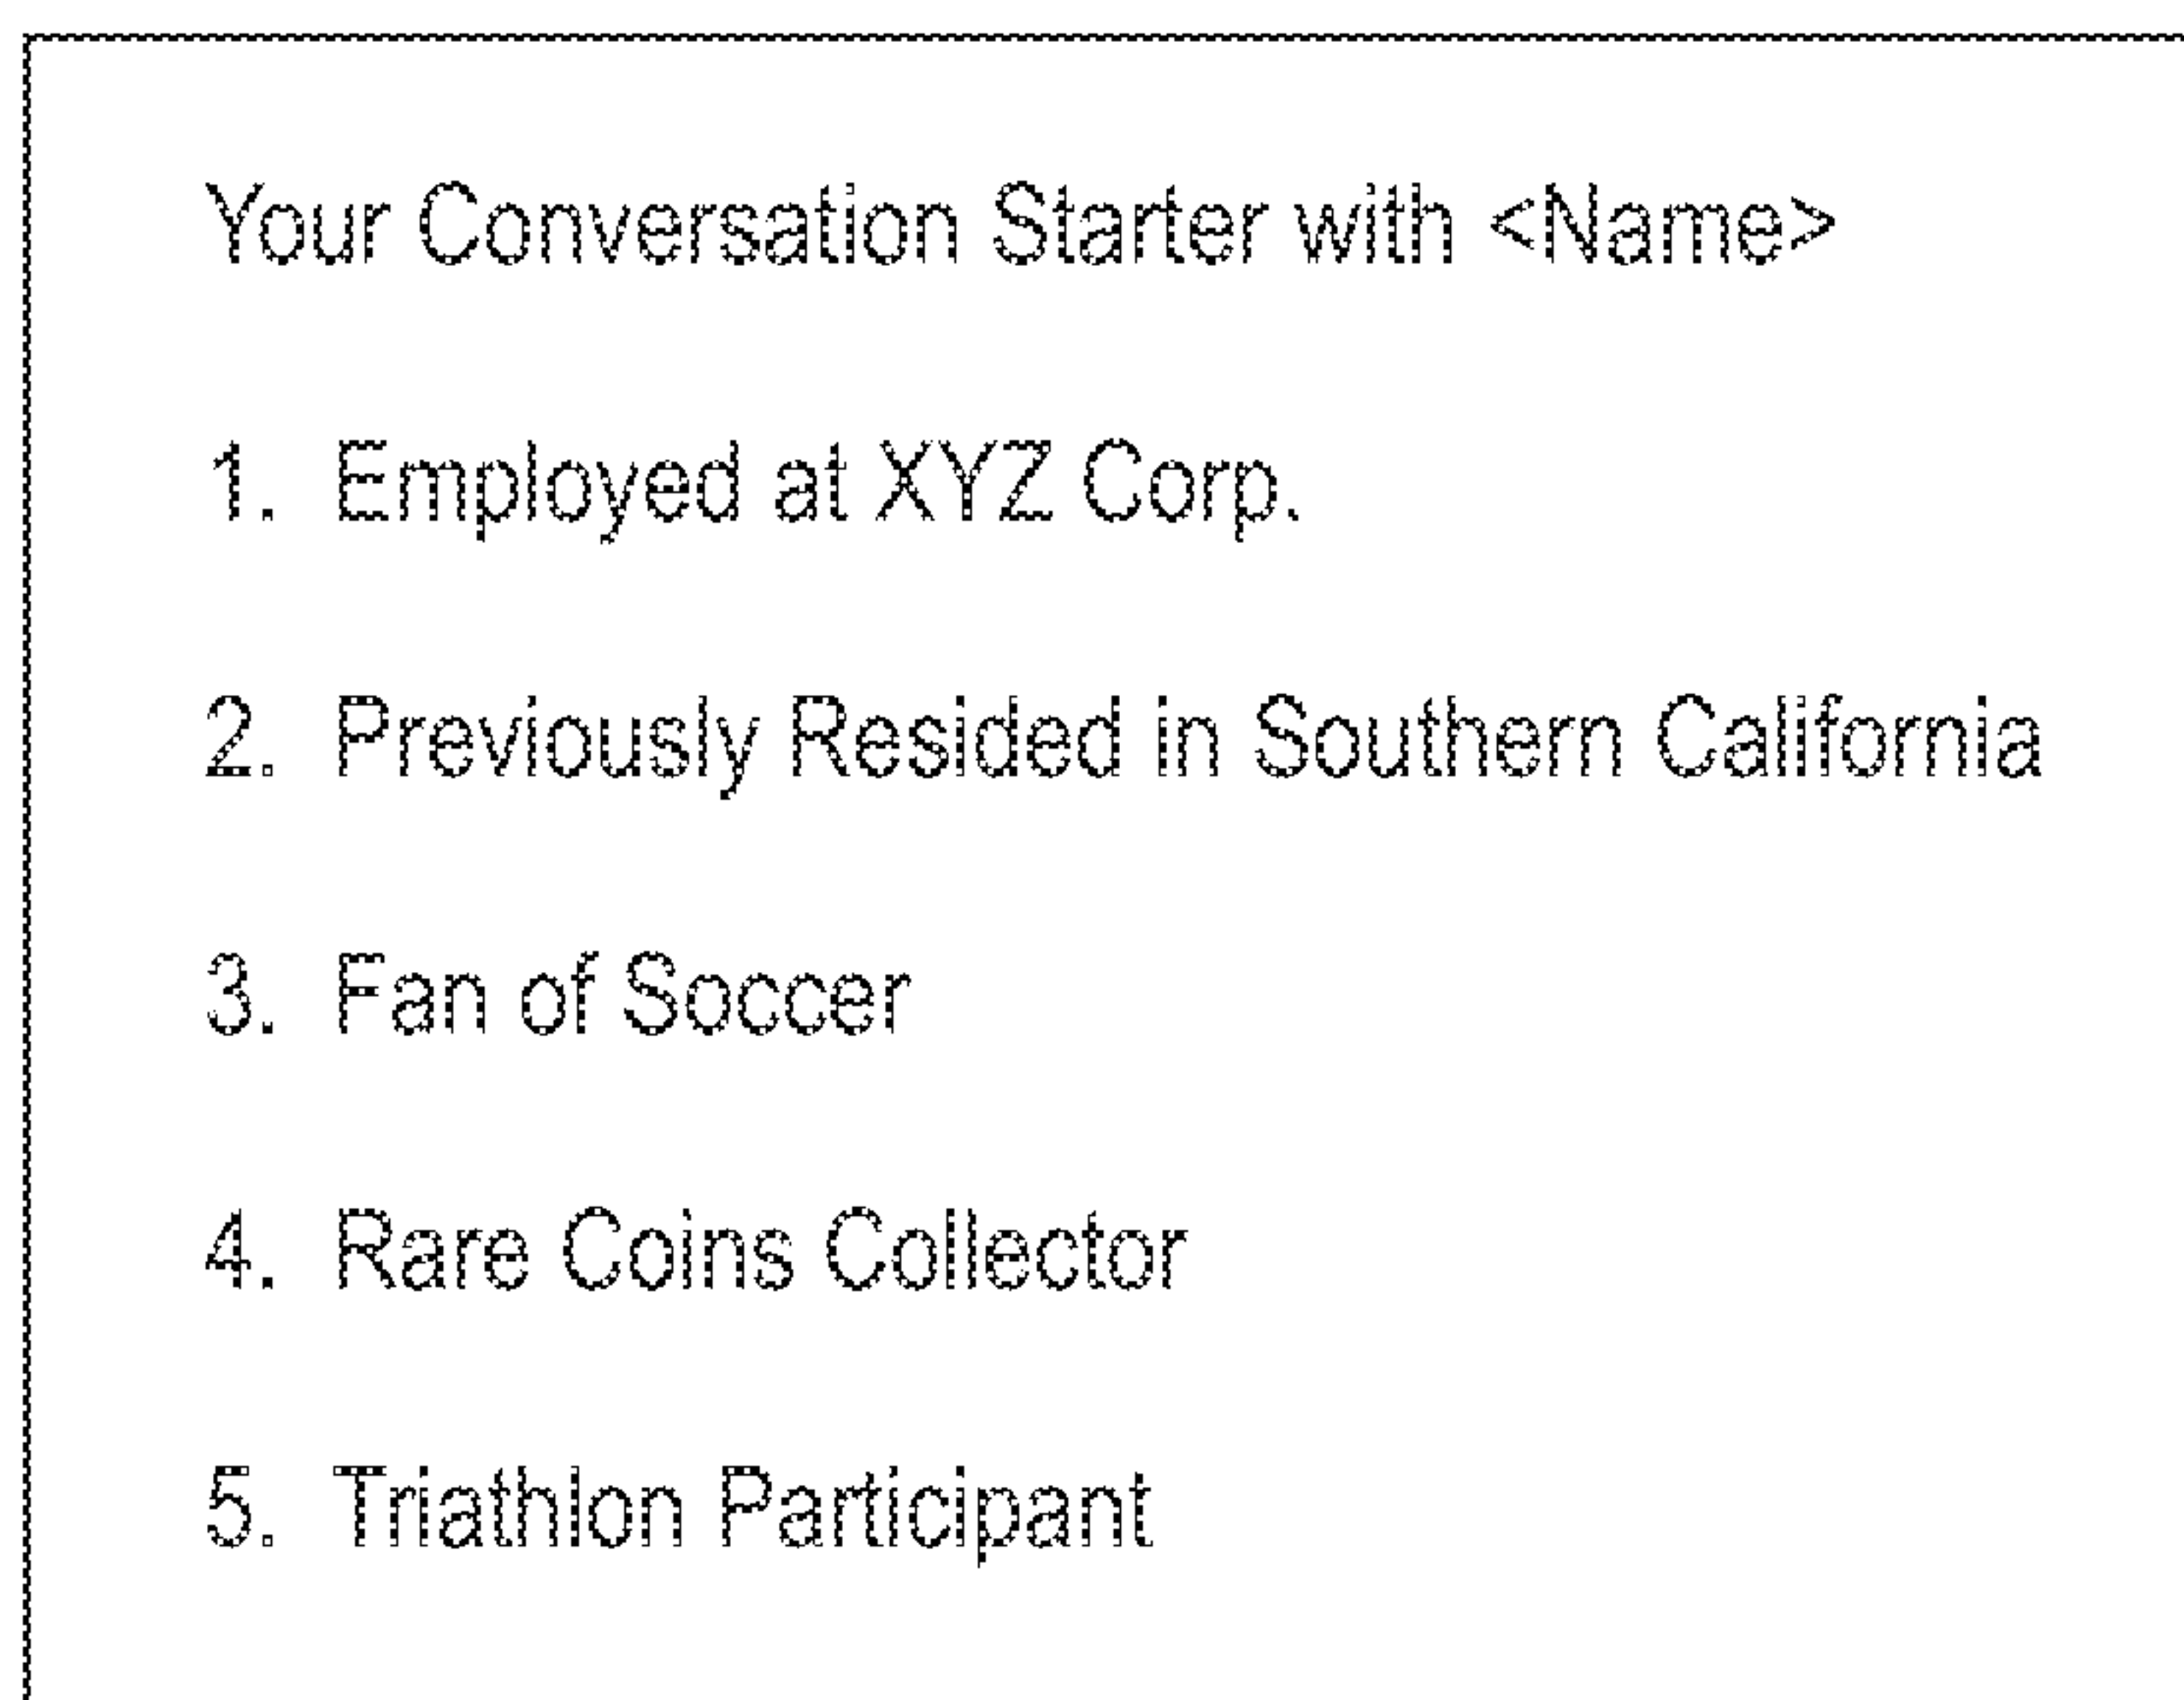 Your Conversation Starter with <Name>
1. Employed at XYZ Corp.
2. Previously Resided in Southern California
3. Fan of Soccer
4. Rare Coins Collector
5. Triathlon Participant